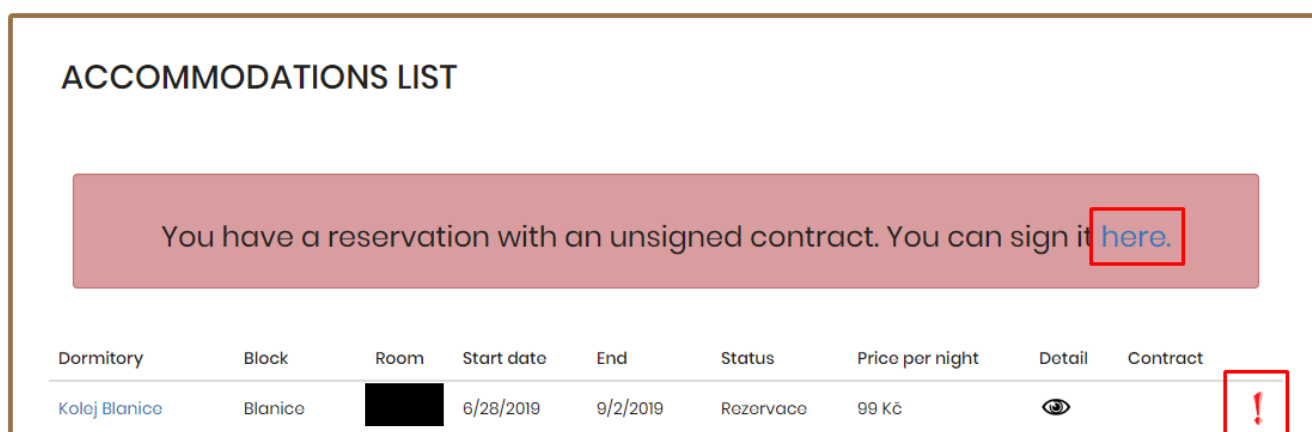 ACCOMMODATIONS LIST
You have a reservation with an unsigned contract. You can sign it here.
Dormitory Block Room Start date End Status Price per night Detail Contract
Kolej Blanice Blanice 6/28/2019 9/2/2019 Rezervace 99 Kč !